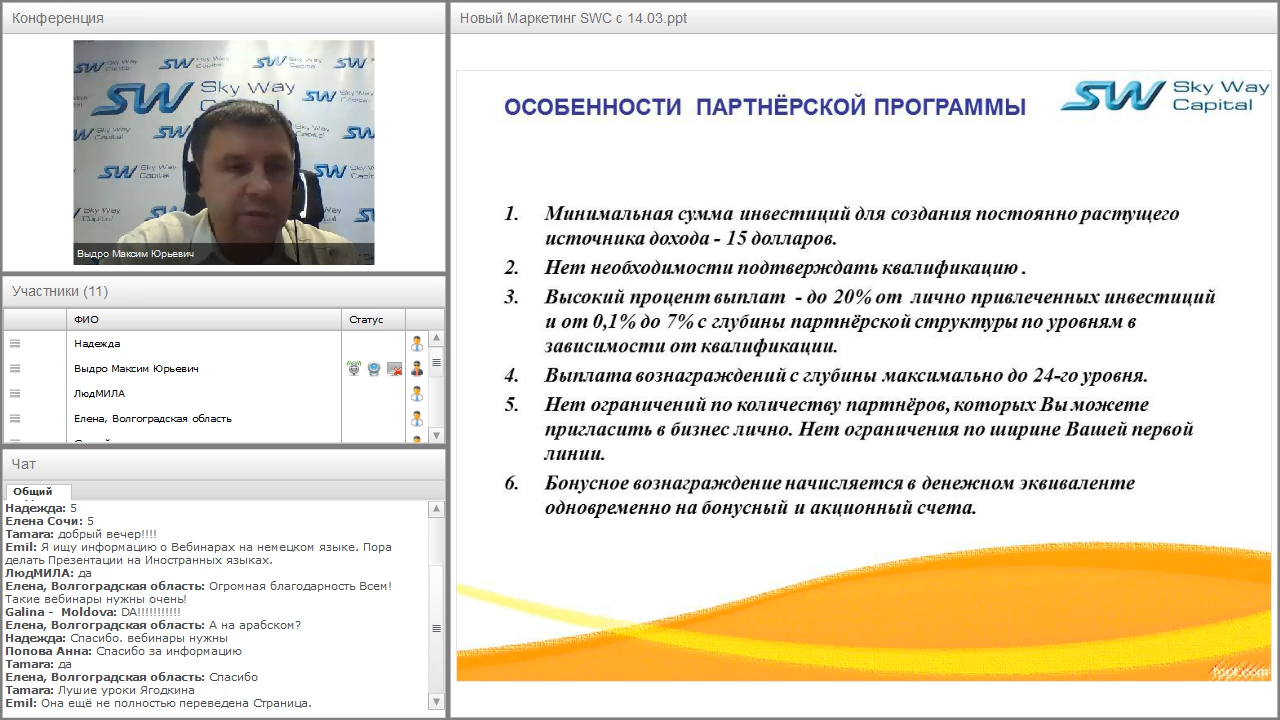 Конференция
SW Sky Way Capital
Выдро Максим Юрьевич
Участники (11)
ФИО
Статус
Надежда
Выдро Максим Юрьевич
ЛюдМИЛА
Елена, Волгоградская область
Чат
Общий
Надежда: 5
Елена Сочи: 5
Tamara: добрый вечер!!!!
Emil: Я ищу информацию о Вебинарах на немецком языке. Пора
делать Презентации на Иностранных языках.
ЛюдМИЛА: да
Елена, Волгоградская область: Огромная благодарность Всем!
Такие вебинары нужны очень!
Galina - Moldova: DA!!!!!!!!!!!
Елена, Волгоградская область: А на арабском?
Надежда: Спасибо. вебинары нужны
Попова Анна: Спасибо за информацию
Tamara: да
Елена, Волгоградская область: Спасибо
Tamara: Лушие уроки Ягодкина
Emil: Она ещё не полностью переведена Страница.
Новый Маркетинг SWC с 14.03.ppt
SW Sky Way
Capital
ОСОБЕННОСТИ ПАРТНЁРСКОЙ ПРОГРАММЫ
1. Минимальная сумма инвестиций для создания постоянно растущего
источника дохода - 15 долларов.
2. Нет необходимости подтверждать квалификацию .
3. Высокий процент выплат - до 20% от лично привлеченных инвестиций
и от 0,1% до 7% с глубины партнёрской структуры по уровням в
зависимости от квалификации.
4. Выплата вознаграждений с глубины максимально до 24-го уровня.
5. Нет ограничений по количеству партнёров, которых Вы можете
пригласить в бизнес лично. Нет ограничения по ширине Вашей первой
линии.
6. Бонусное вознаграждение начисляется в денежном эквиваленте
одновременно на бонусный и акционный счета.
fppt.com